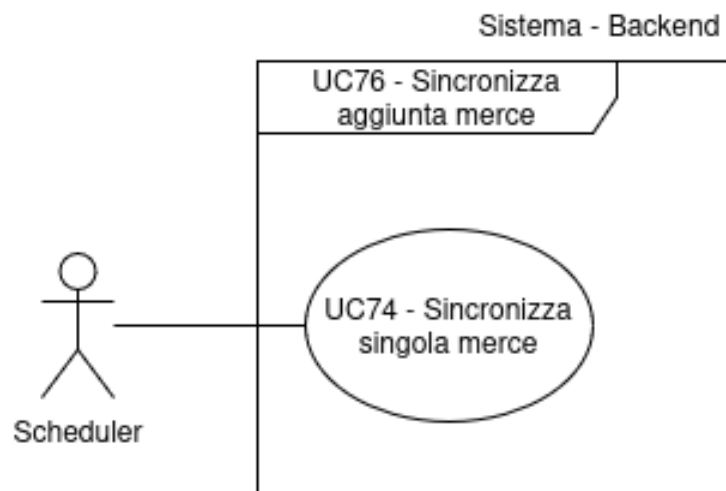 Sistema - Backend
UC76 - Sincronizza
aggiunta merce
UC74 - Sincronizza
singola merce
Scheduler